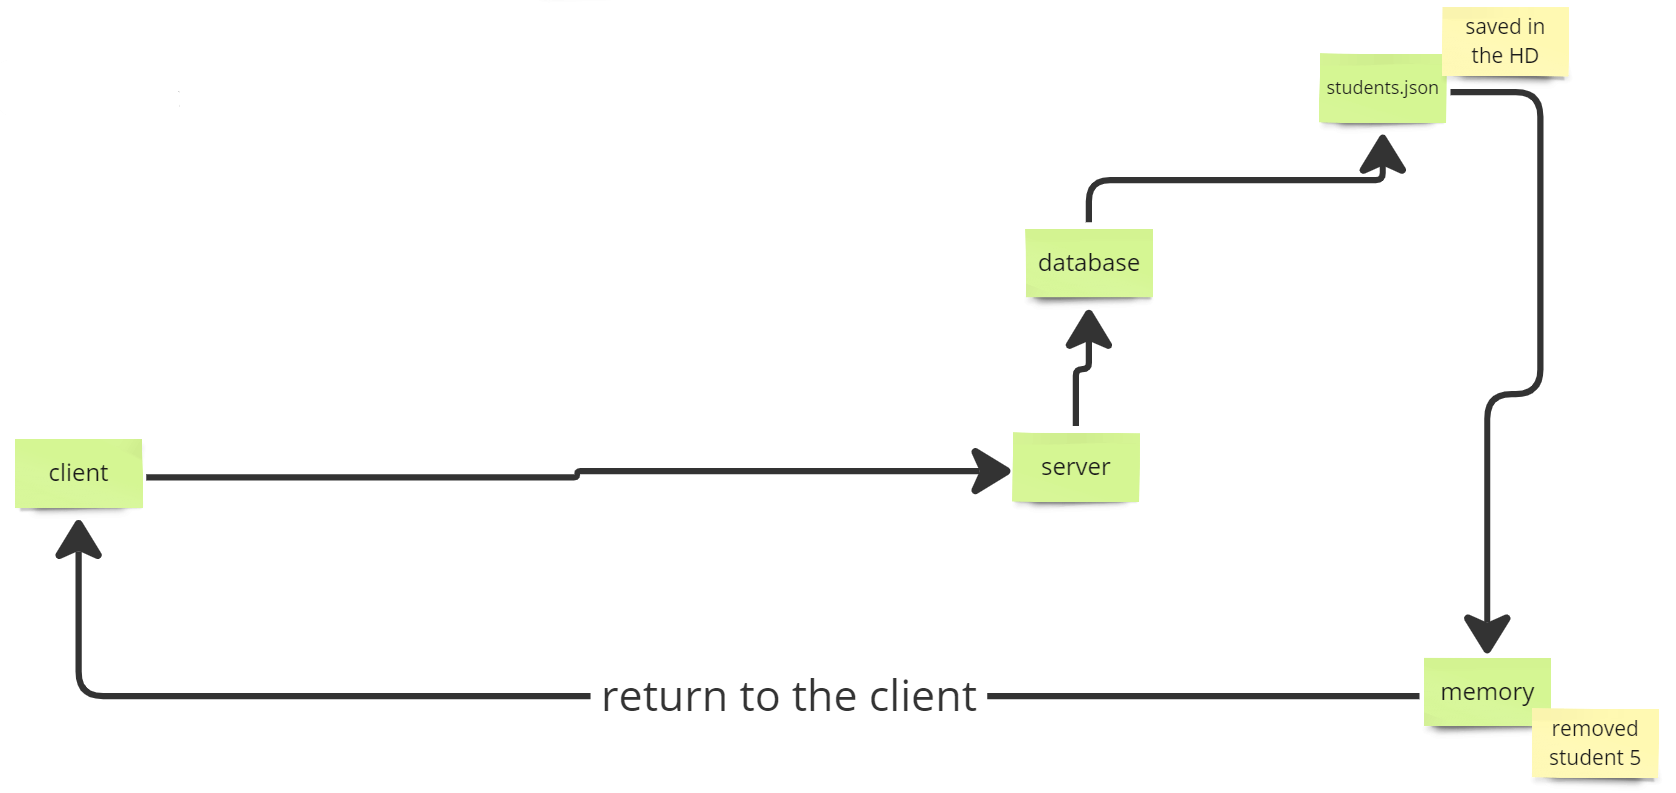 saved in
the HD
students.json
database
client
server
return to the client
memory
removed
student 5